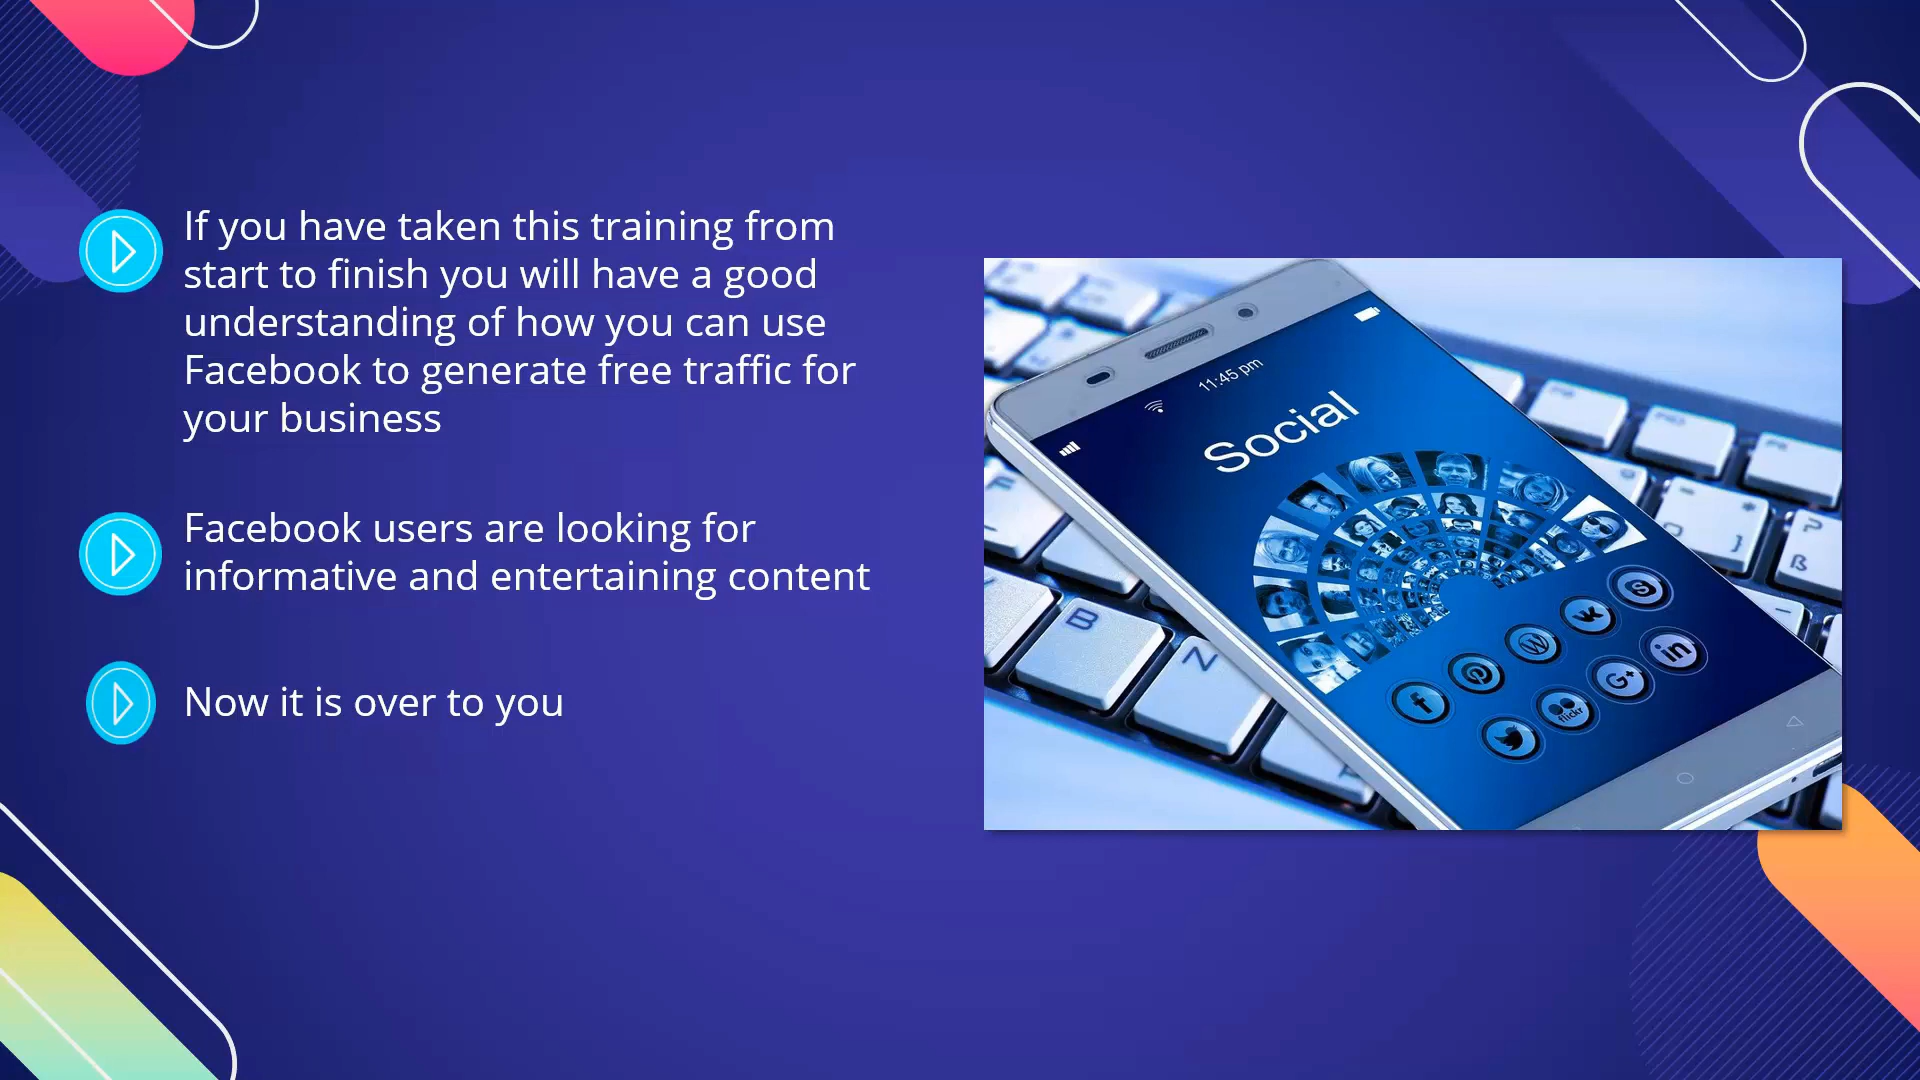 If you have taken this training from
start to finish you will have a good
understanding of how you can use
Facebook to generate free traffic for
your business
Facebook users are looking for
informative and entertaining content
Now it is over to you
11:45 pm
Social
flickr
in
G+
f
B
N
F